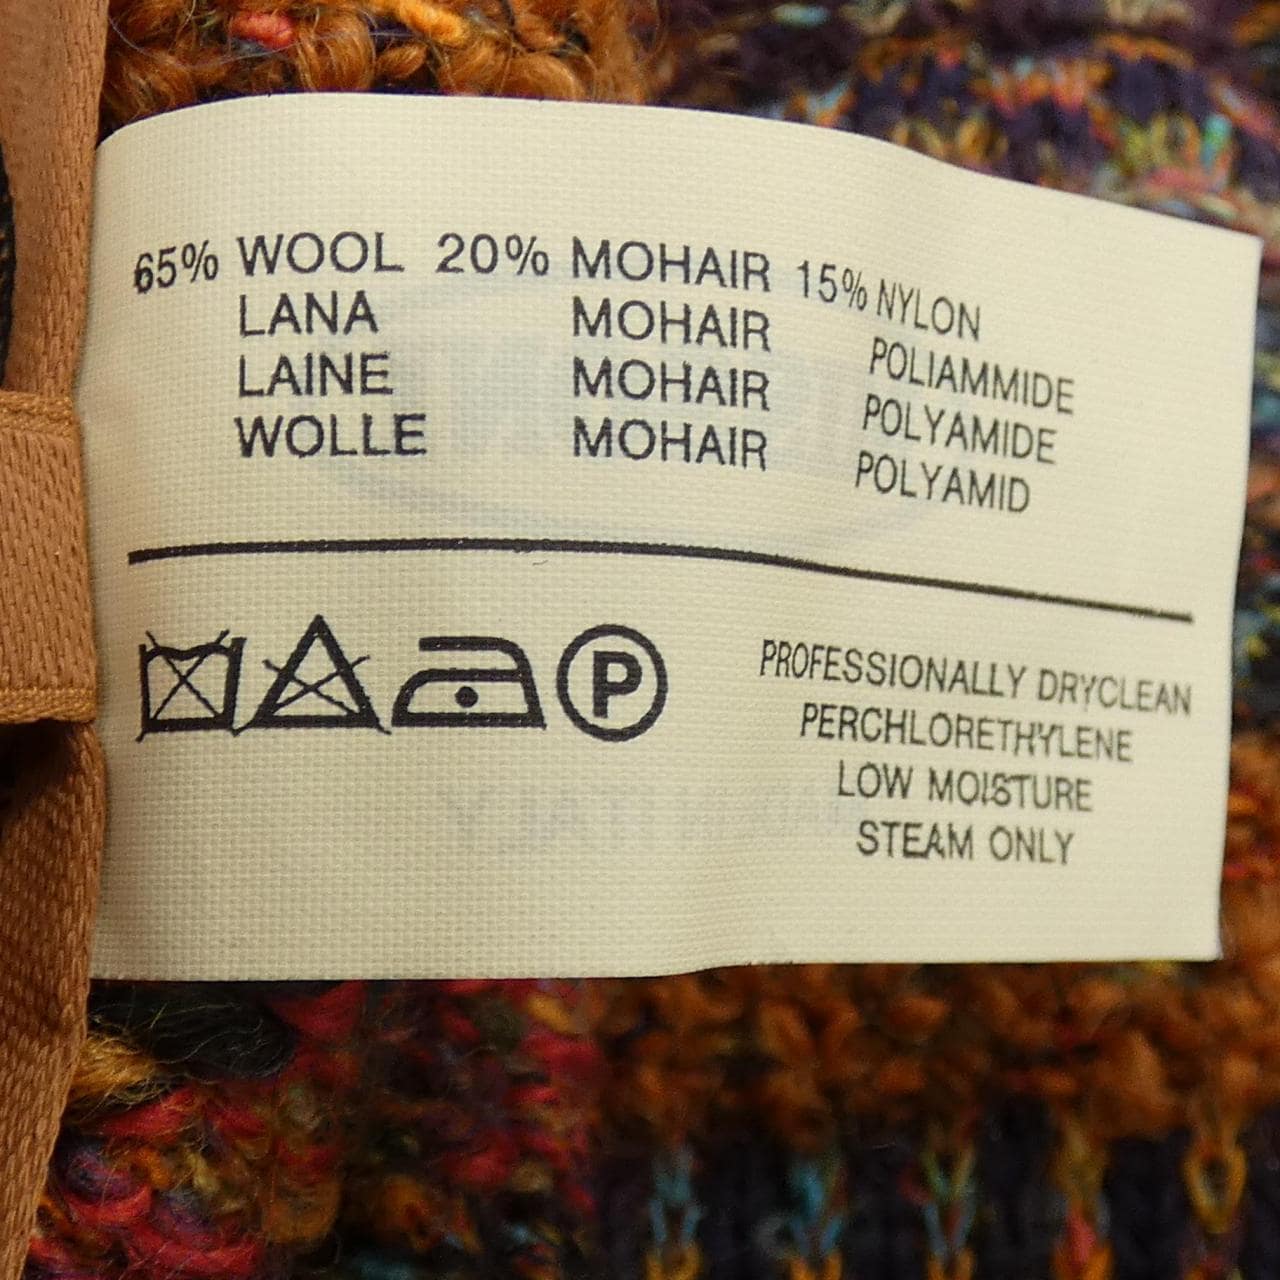 65% WOOL 20% MOHAIR 15% NYLON
LANA MOHAIR POLIAMMIDE
LAINE MOHAIR POLYAMIDE
WOLLE MOHAIR POLYAMID
P
PROFESSIONALLY DRYCLEAN
PERCHLORETHYLENE
LOW MOISTURE
STEAM ONLY